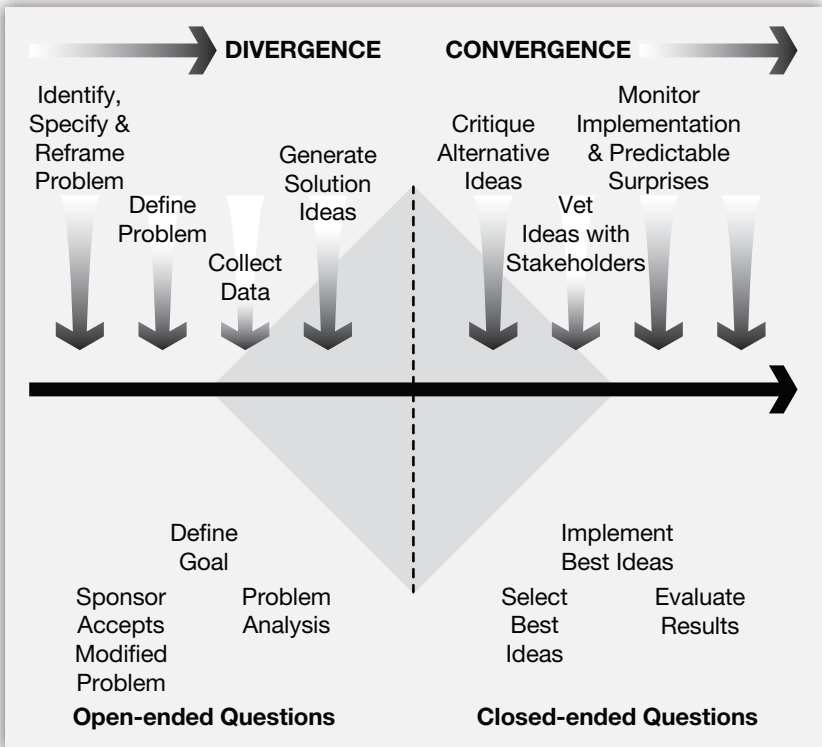 DIVERGENCE
CONVERGENCE
Identify,
Specify &
Reframe
Problem
Define
Problem
Collect
Data
Generate
Solution
Ideas
Critique
Alternative
Ideas
Vet
Ideas with
Stakeholders
Monitor
Implementation
& Predictable
Surprises
Sponsor
Accepts
Modified
Problem
Define
Goal
Problem
Analysis
Select
Best
Ideas
Implement
Best Ideas
Evaluate
Results
Open-ended Questions
Closed-ended Questions